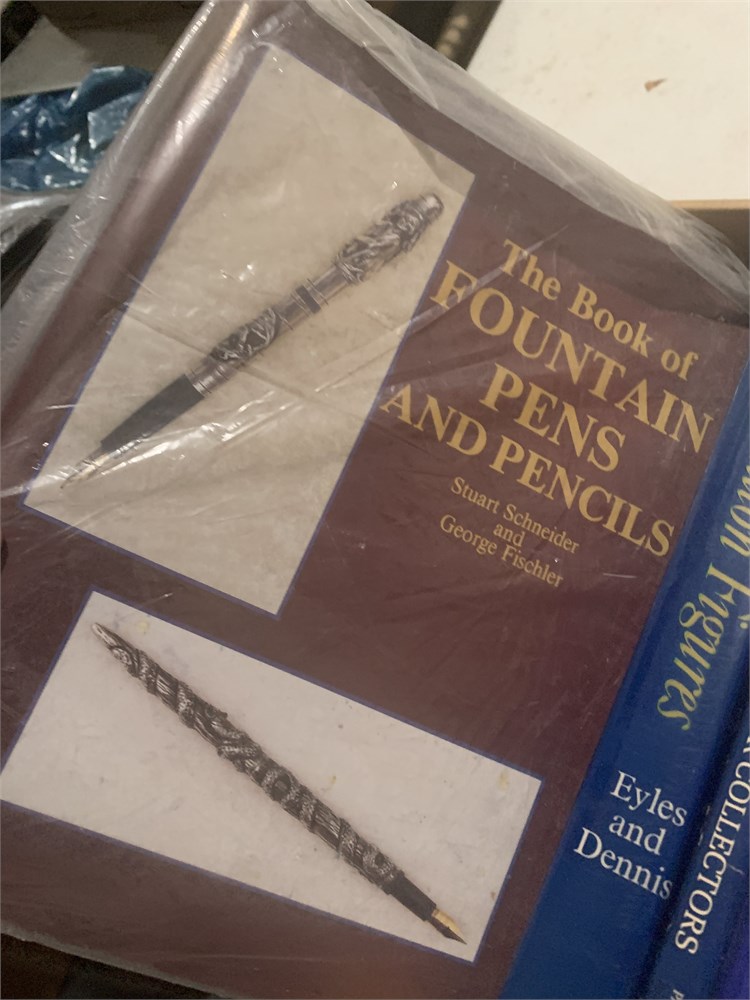 The Book of
FOUNTAIN
PENS
AND PENCILS
Stuart Schneider
and
George Fischler
Figures
Eyles
and
Dennis
COLLECTORS